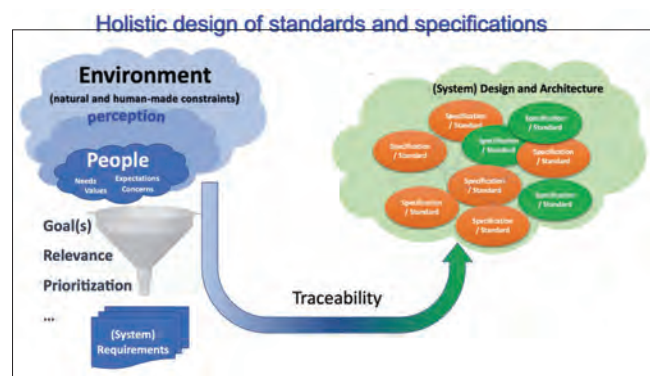 Holistic design of standards and specifications
Environment
(natural and human-made constraints)
perception
People
Needs Expectations
Values Concerns
Goal(s)
Relevance
Prioritization
...
(System)
Requirements
Traceability
(System) Design and Architecture
Specification
/ Standard
Specification
/ Standard
Specification
/ Standard
Specification
/ Standard
Specification
/ Standard
Specification
/ Standard
Specification
/ Standard
Specification
/ Standard
Specification
/ Standard